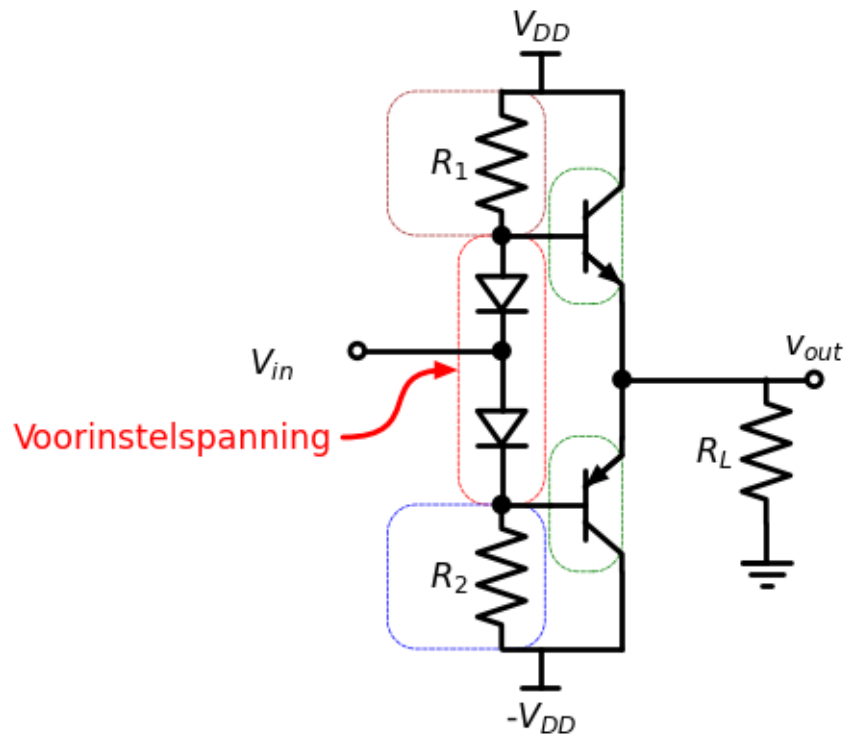 V_DD
R_1
V_in
v_out
Voorinstelspanning
R_L
R_2
-V_DD